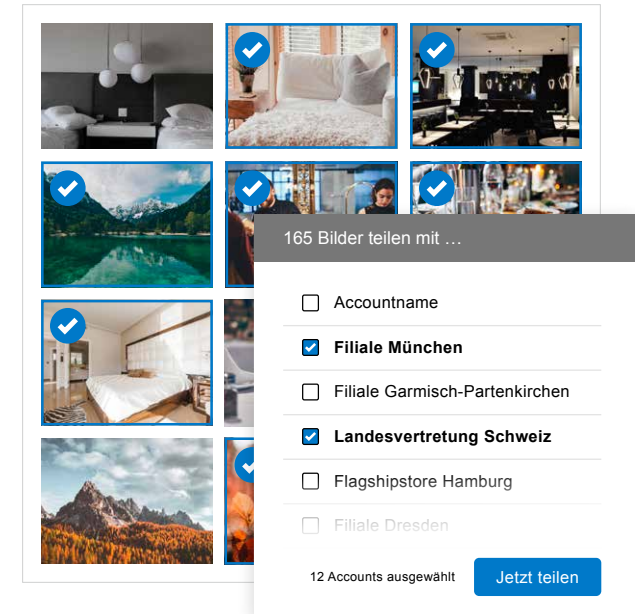 165 Bilder teilen mit …
Accountname
Filiale München
Filiale Garmisch-Partenkirchen
Landesvertretung Schweiz
Flagshipstore Hamburg
Filiale Dresden
12 Accounts ausgewählt
Jetzt teilen